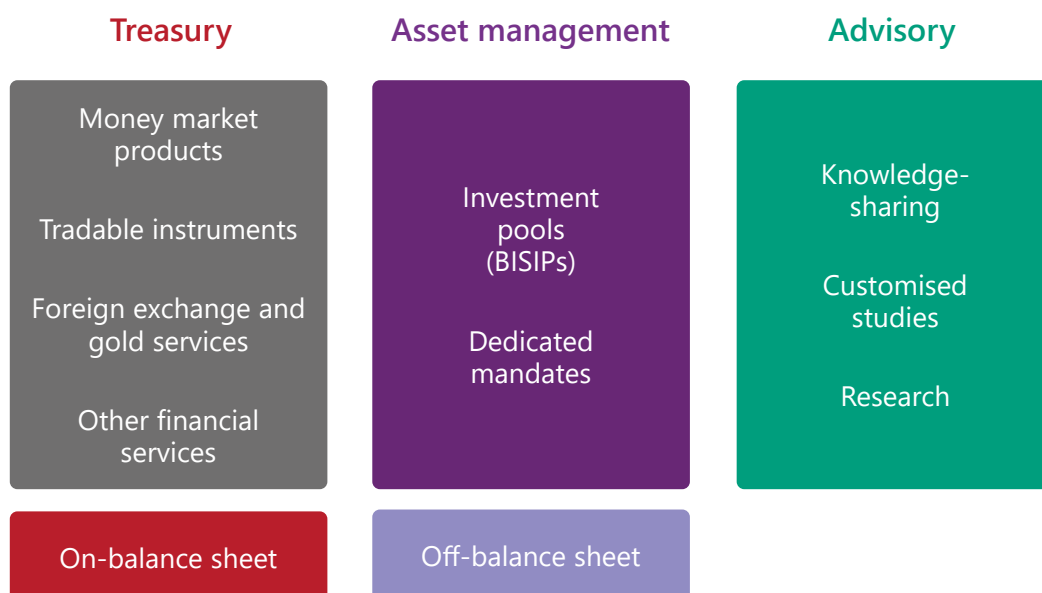 Treasury
Asset management
Advisory
Money market
products
Tradable instruments
Foreign exchange and
gold services
Other financial
services
Investment
pools
(BISIPs)
Dedicated
mandates
Knowledge-
sharing
Customised
studies
Research
On-balance sheet
Off-balance sheet